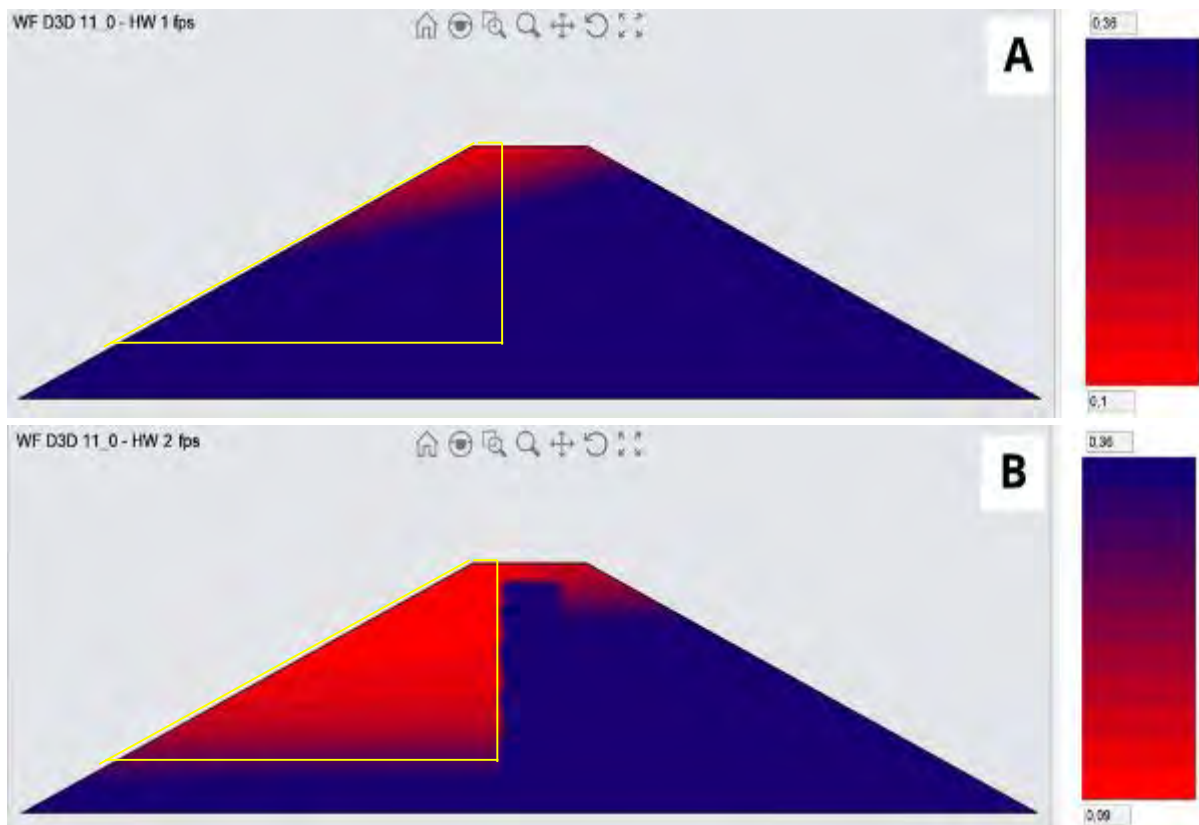 WF D3D 11_0 - HW 1 fps
A
0,36
0,1
WF D3D 11_0 - HW 2 fps
B
0,36
0,09